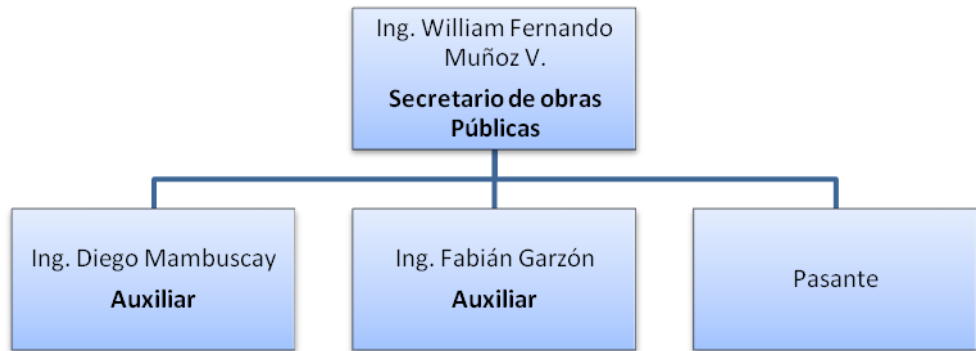 Ing. William Fernando
Muñoz V.
Secretario de obras
Públicas
Ing. Diego Mambuscay
Auxiliar
Ing. Fabián Garzón
Auxiliar
Pasante